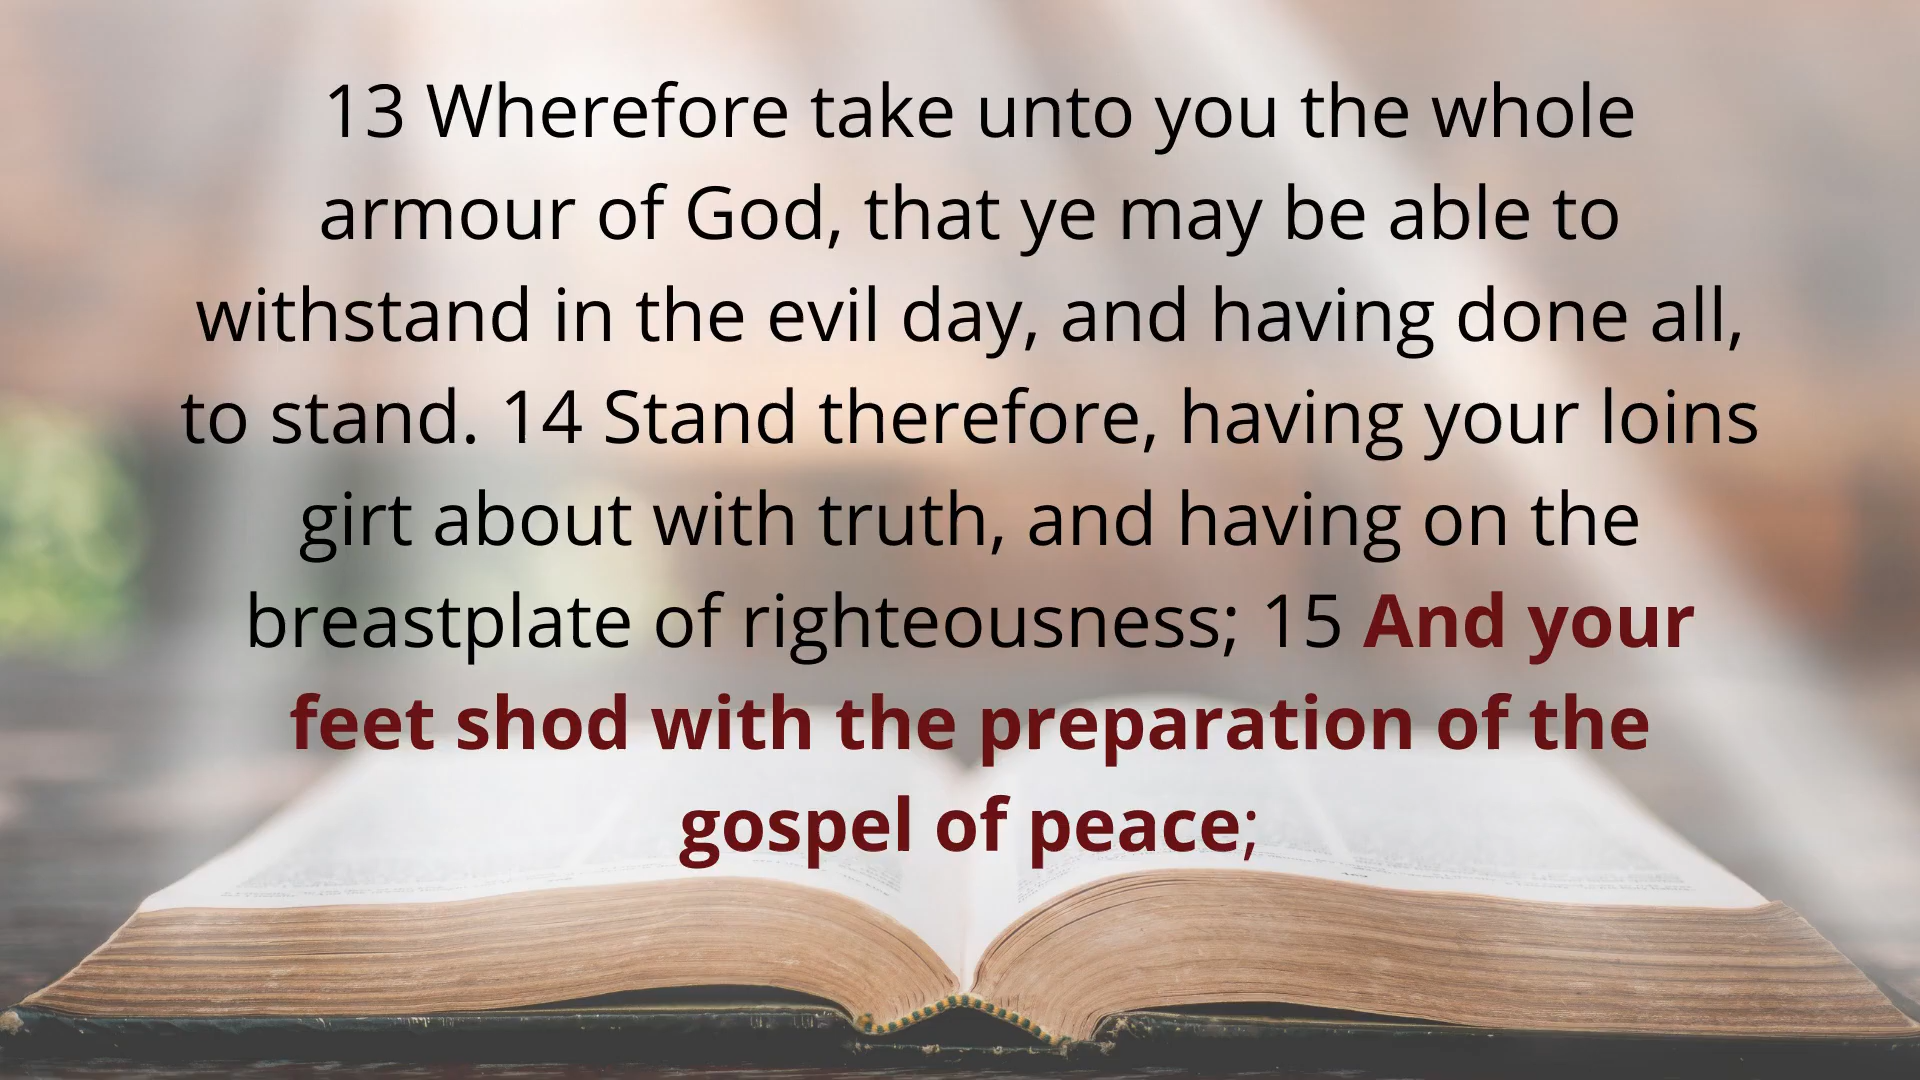 13 Wherefore take unto you the whole
armour of God, that ye may be able to
withstand in the evil day, and having done all,
to stand. 14 Stand therefore, having your loins
girt about with truth, and having on the
breastplate of righteousness; 15 And your
feet shod with the preparation of the
gospel of peace;